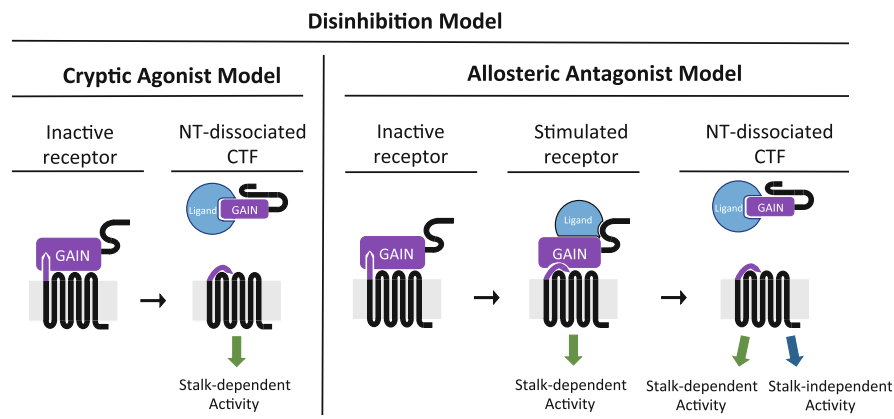 Disinhibition Model
Cryptic Agonist Model
Allosteric Antagonist Model
Inactive
receptor
NT-dissociated
CTF
Inactive
receptor
Stimulated
receptor
NT-dissociated
CTF
Ligand
GAIN
GAIN
Stalk-dependent
Activity
GAIN
Ligand
GAIN
Stalk-dependent
Activity
Ligand
GAIN
Stalk-dependent
Activity
Stalk-independent
Activity